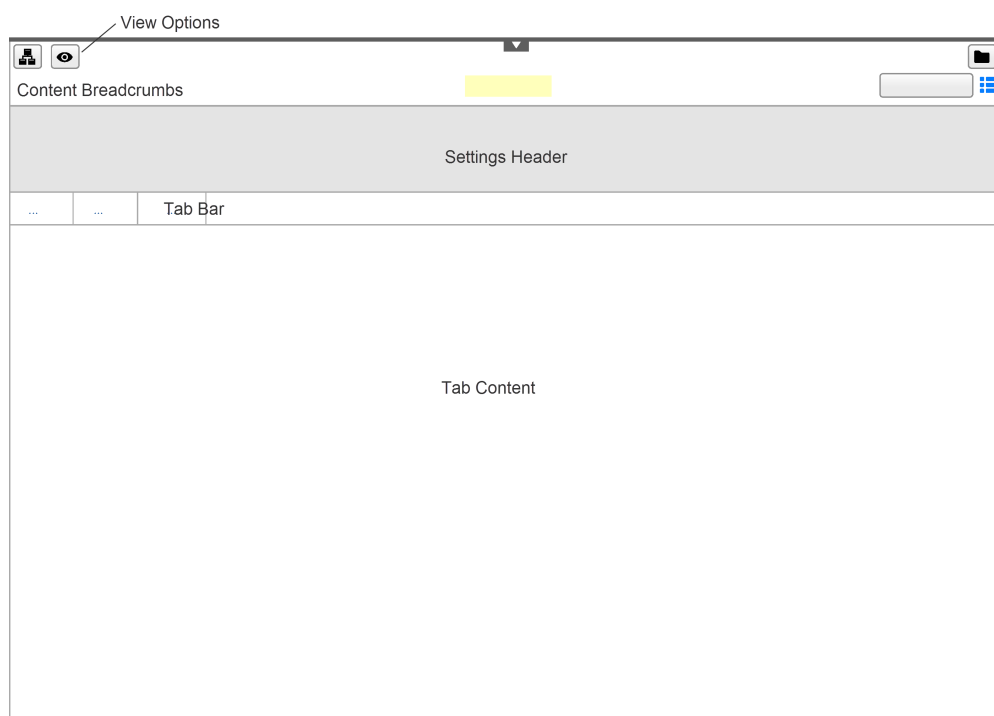 View Options
Content Breadcrumbs
Settings Header
...
...
Tab Bar
Tab Content